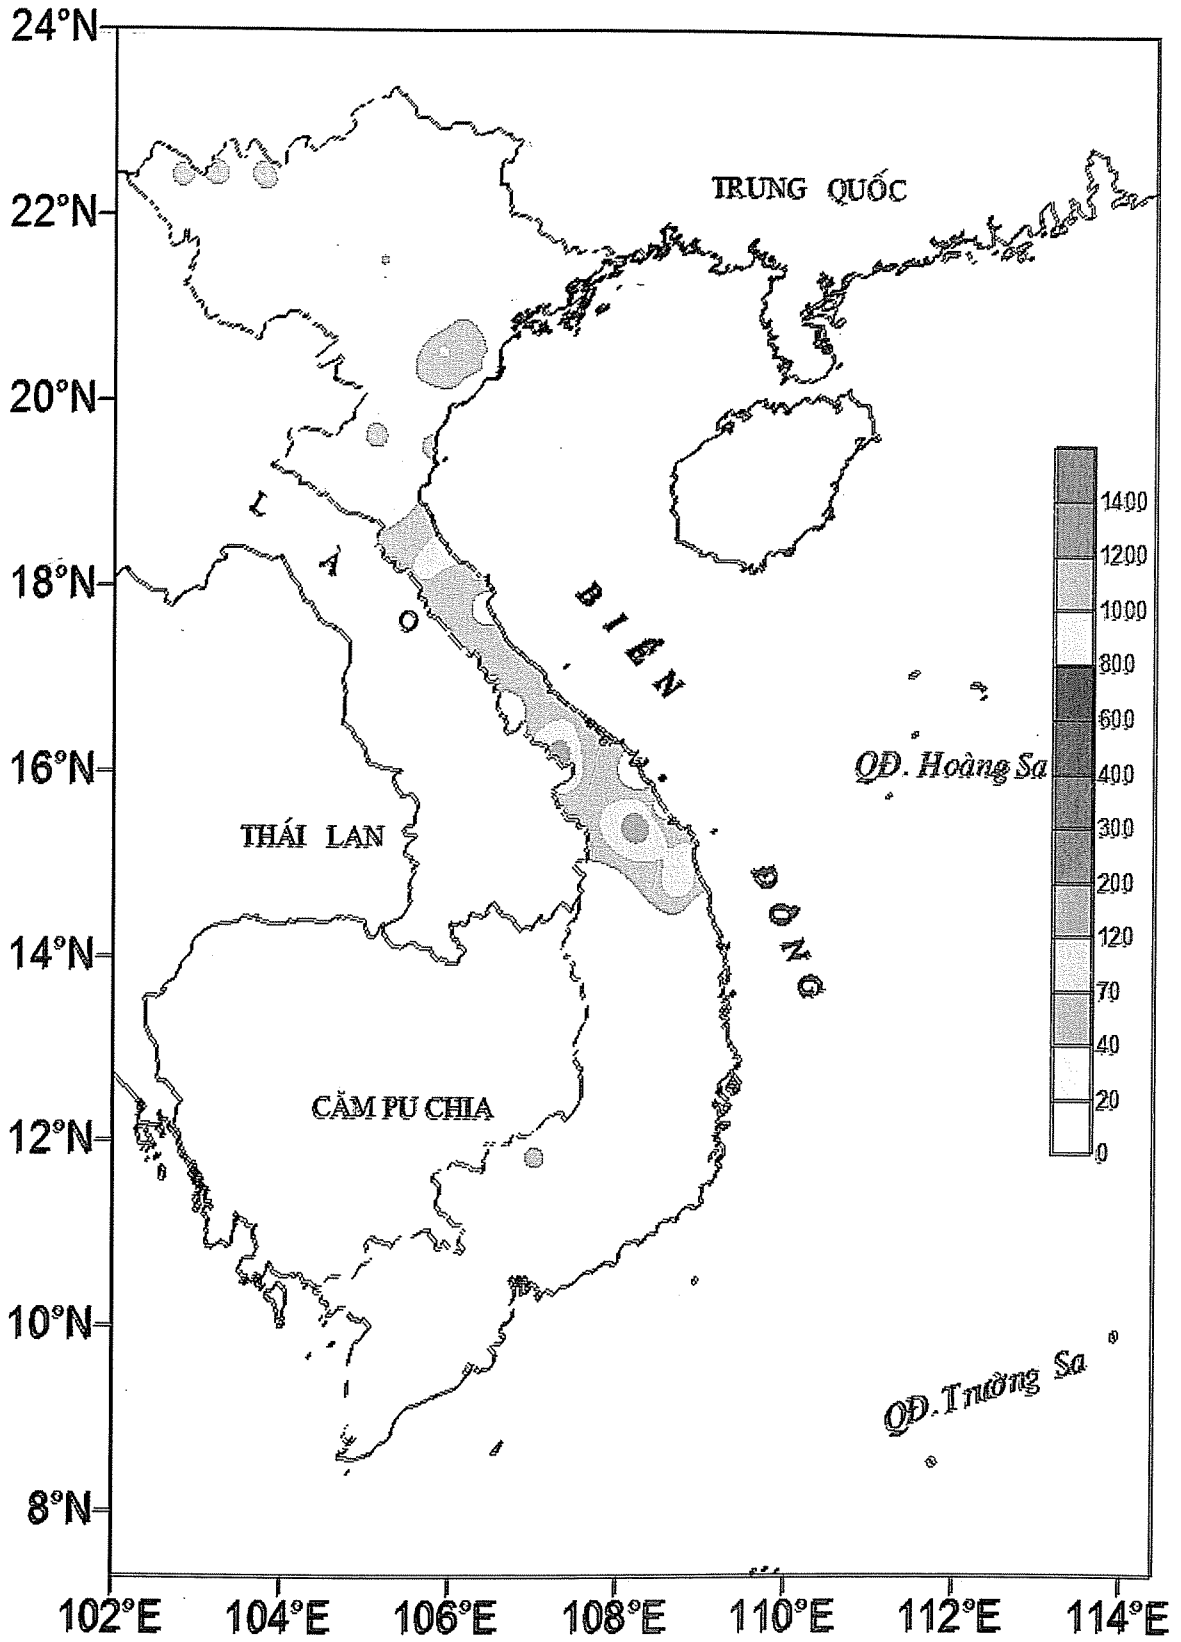 24°N
22°N
20°N
18°N
16°N
14°N
12°N
10°N
8°N
TRUNG QUỐC
L
A
O
BIỂN
QĐ. Hoàng Sa
THÁI LAN
ĐÔNG
CĂM PU CHIA
QĐ. Trường Sa
1400
1200
1000
800
600
400
300
200
120
70
40
20
0
102°E 104°E 106°E 108°E 110°E 112°E 114°E